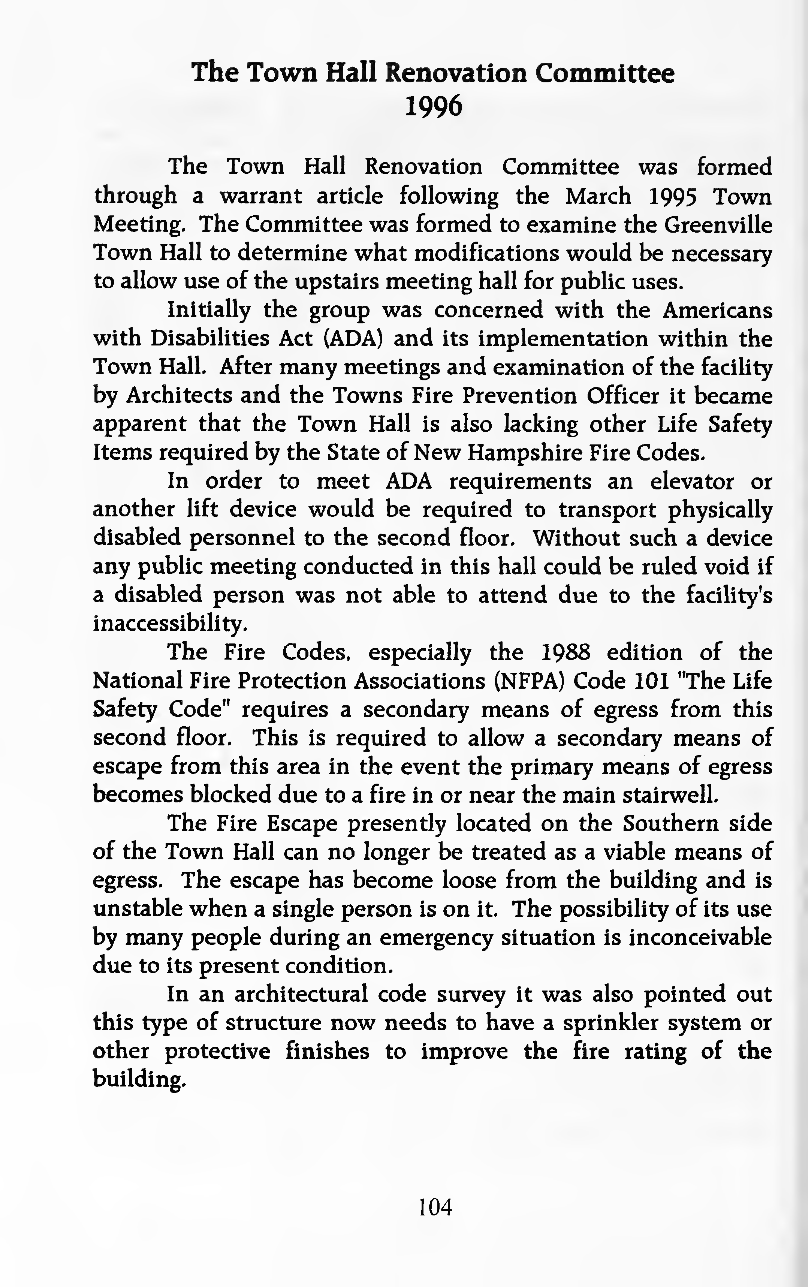 The Town Hall Renovation Committee
1996
The Town Hall Renovation Committee was formed
through a warrant article following the March 1995 Town
Meeting. The Committee was formed to examine the Greenville
Town Hall to determine what modifications would be necessary
to allow use of the upstairs meeting hall for public uses.
Initially the group was concerned with the Americans
with Disabilities Act (ADA) and its implementation within the
Town Hall. After many meetings and examination of the facility
by Architects and the Towns Fire Prevention Officer it became
apparent that the Town Hall is also lacking other Life Safety
Items required by the State of New Hampshire Fire Codes.
In order to meet ADA requirements an elevator or
another lift device would be required to transport physically
disabled personnel to the second floor. Without such a device
any public meeting conducted in this hall could be ruled void if
a disabled person was not able to attend due to the facility's
inaccessibility.
The Fire Codes, especially the 1988 edition of the
National Fire Protection Associations (NFPA) Code 101 "The Life
Safety Code" requires a secondary means of egress from this
second floor. This is required to allow a secondary means of
escape from this area in the event the primary means of egress
becomes blocked due to a fire in or near the main stairwell.
The Fire Escape presently located on the Southern side
of the Town Hall can no longer be treated as a viable means of
egress. The escape has become loose from the building and is
unstable when a single person is on it. The possibility of its use
by many people during an emergency situation is inconceivable
due to its present condition.
In an architectural code survey it was also pointed out
this type of structure now needs to have a sprinkler system or
other protective finishes to improve the fire rating of the
building.
104